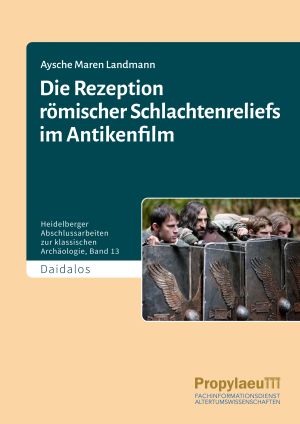 Aysche Maren Landmann
Die Rezeption
römischer Schlachtenreliefs
im Antikenfilm
Heidelberger
Abschlussarbeiten
zur klassischen
Archäologie, Band 13
Daidalos
Propylaeum
FACHINFORMATIONSDIENST
ALTERTUMSWISSENSCHAFTEN